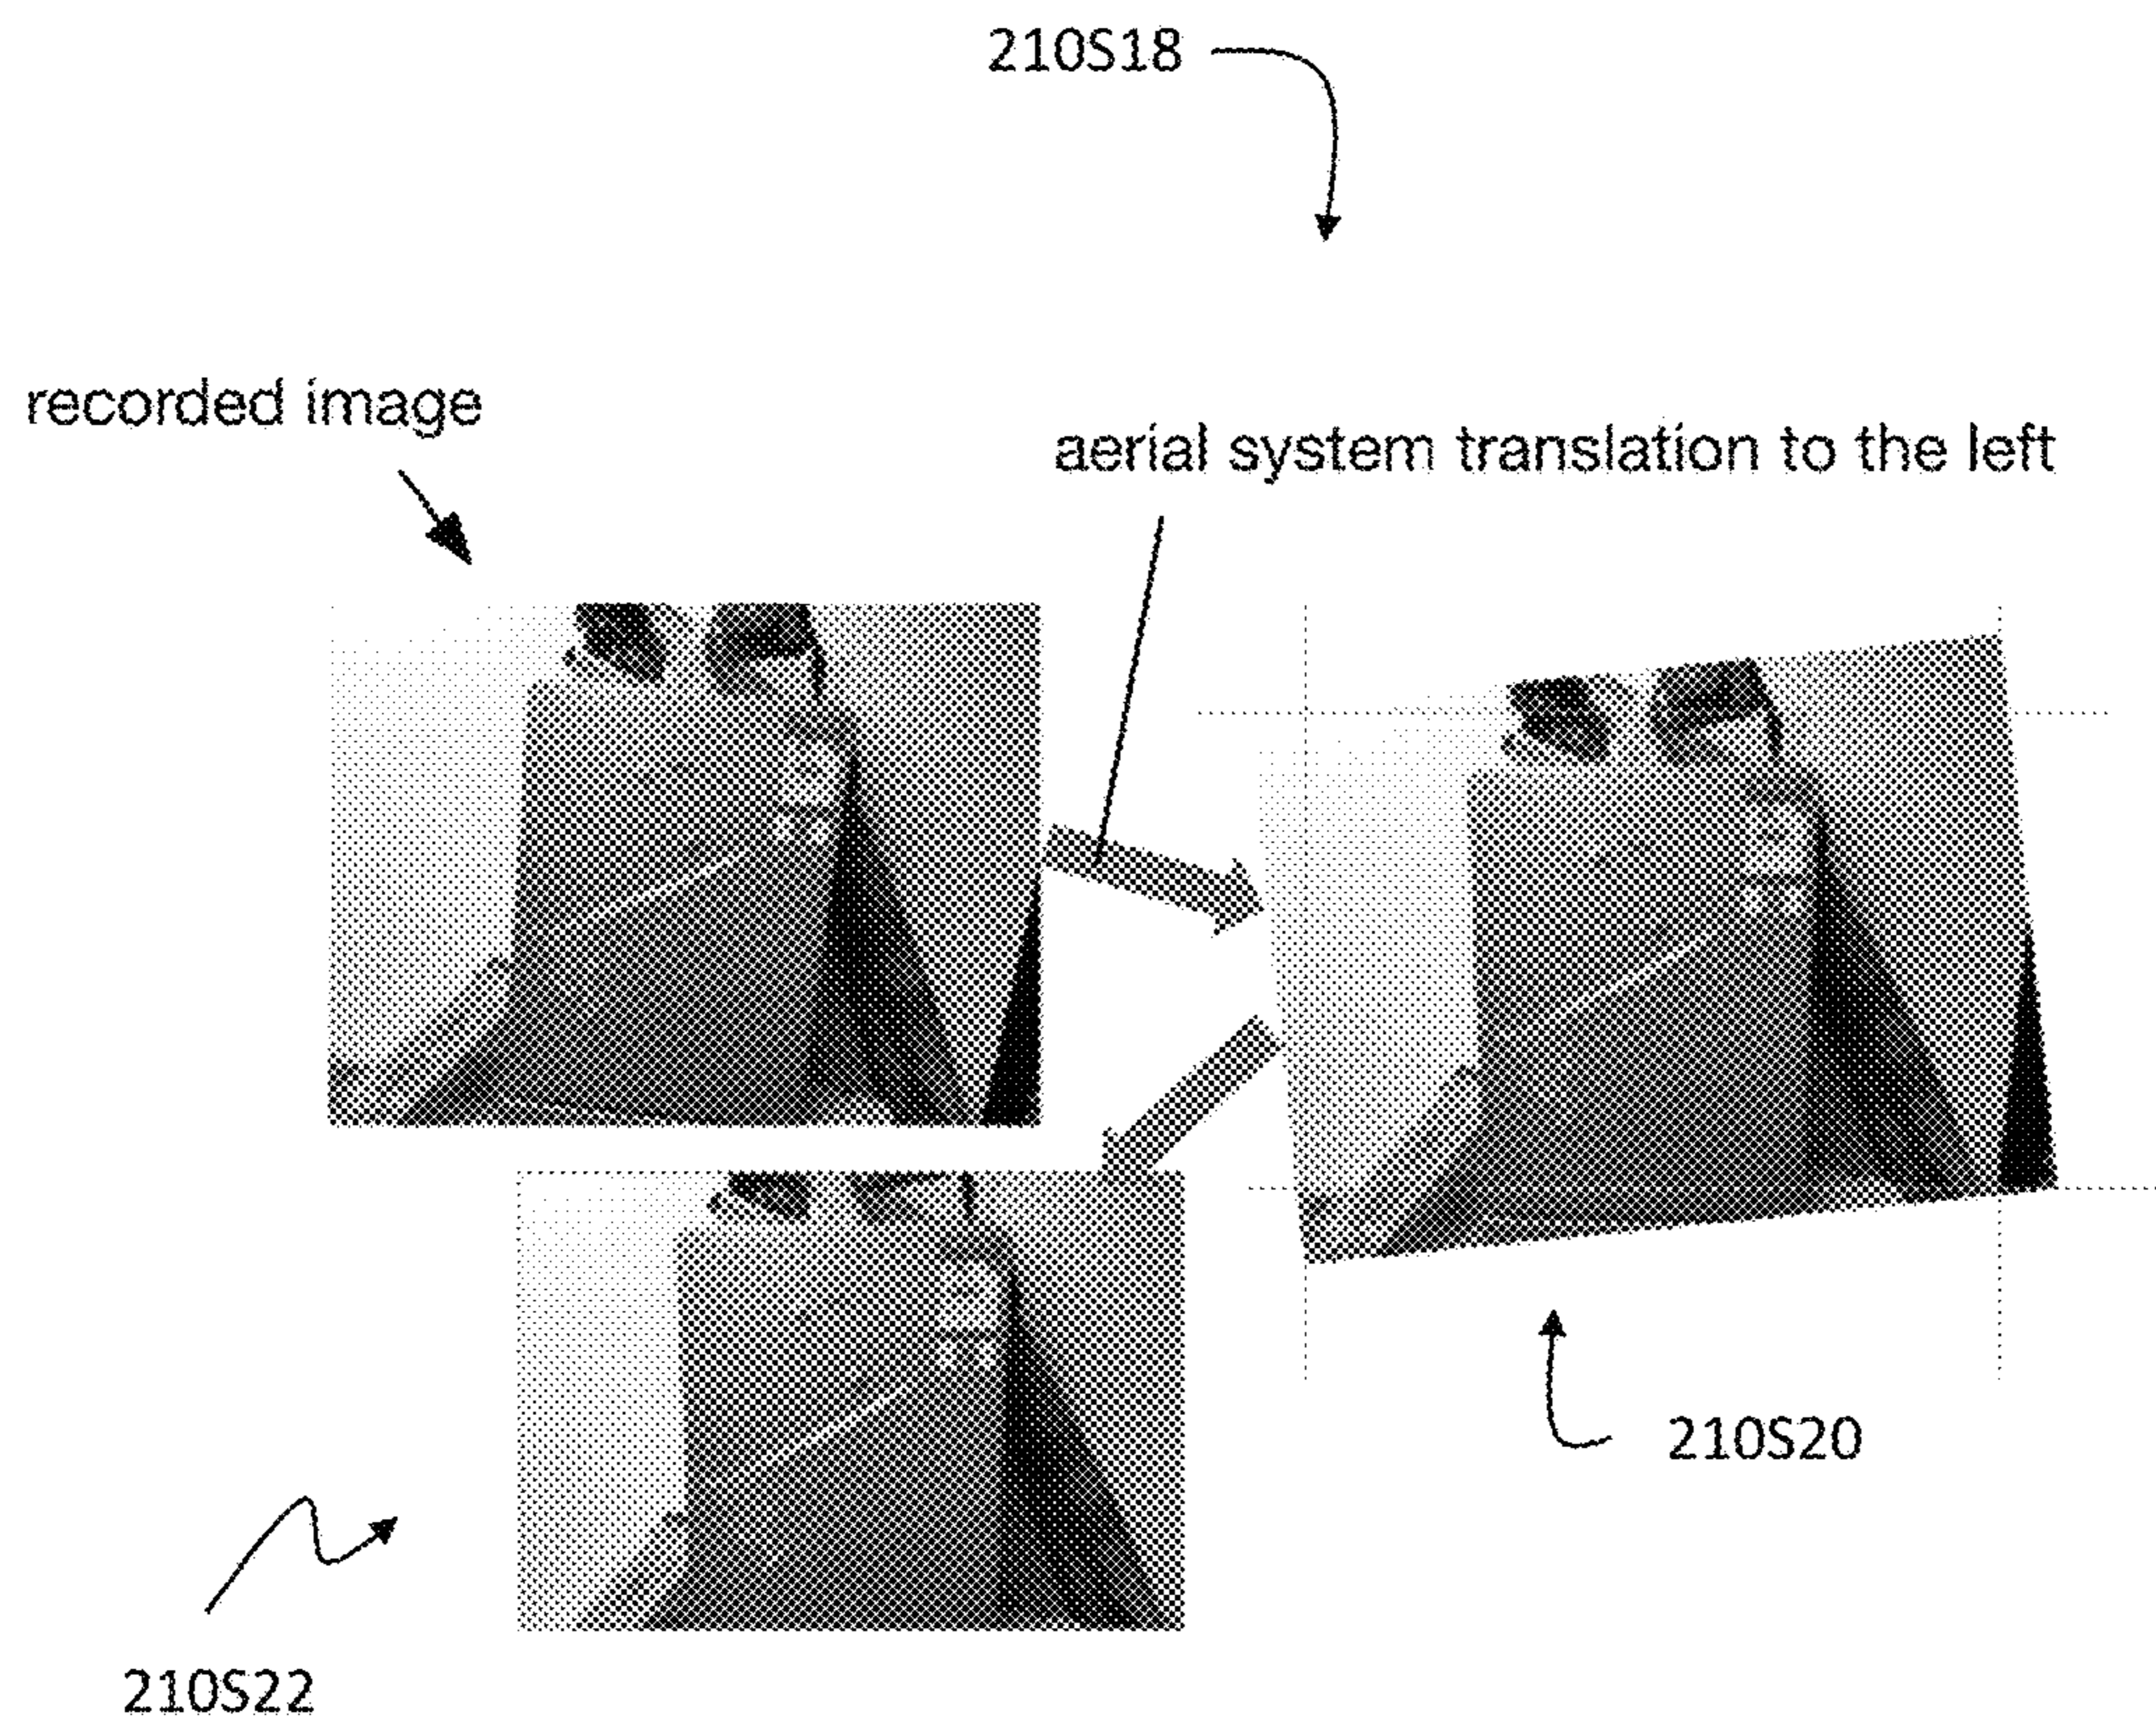 210S18
recorded image
aerial system translation to the left
210S20
210S22